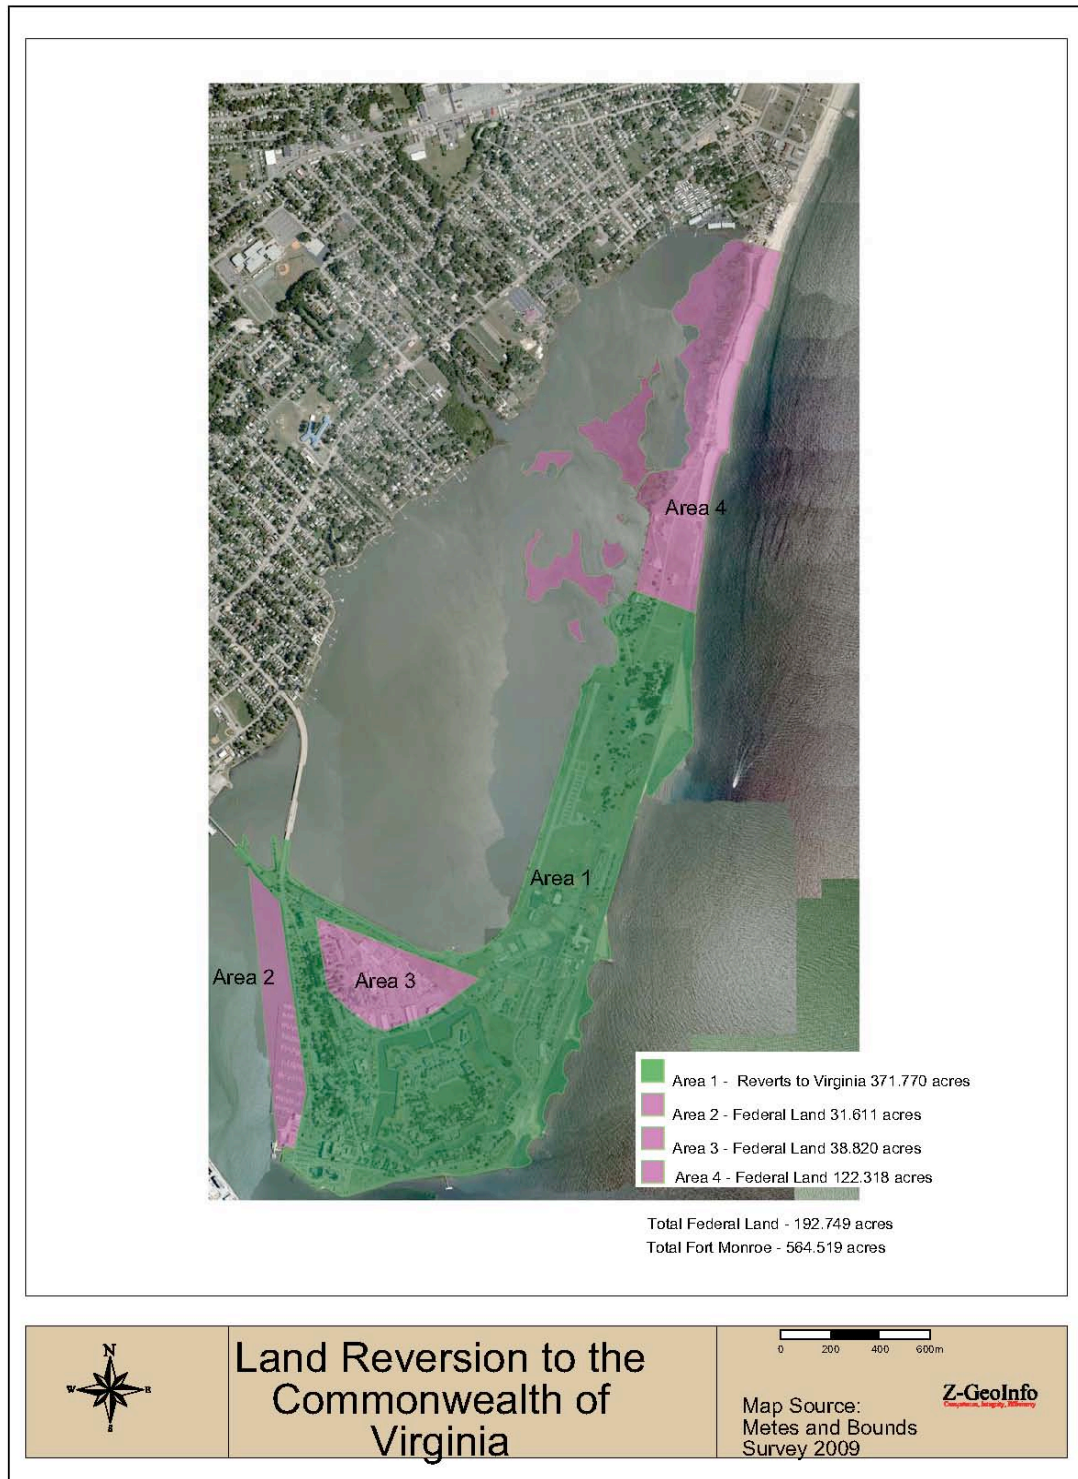 Area 4
Area 1
Area 2
Area 3
Area 1 - Reverts to Virginia 371.770 acres
Area 2 - Federal Land 31.611 acres
Area 3 - Federal Land 38.820 acres
Area 4 - Federal Land 122.318 acres
Total Federal Land - 192.749 acres
Total Fort Monroe - 564.519 acres
N
W E
S
Land Reversion to the
Commonwealth of
Virginia
0 200 400 600m
Map Source:
Metes and Bounds
Survey 2009
Z-GeoInfo
Competence, Integrity, Efficiency